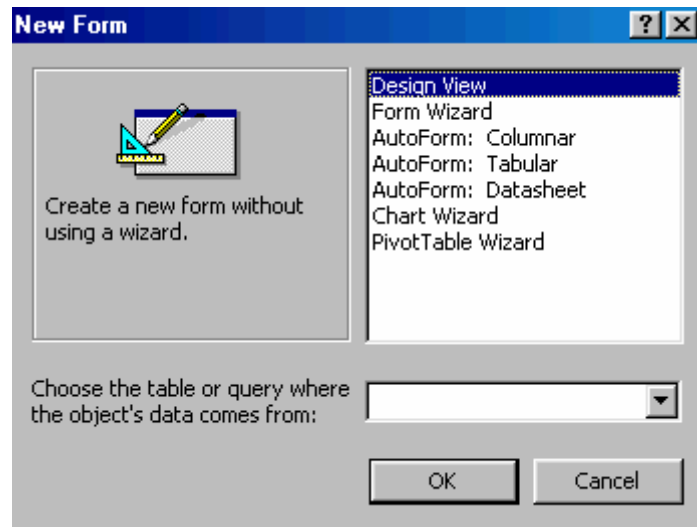 New Form
Design View
Form Wizard
AutoForm: Columnar
AutoForm: Tabular
AutoForm: Datasheet
Chart Wizard
PivotTable Wizard
Create a new form without
using a wizard.
Choose the table or query where
the object's data comes from:
OK
Cancel